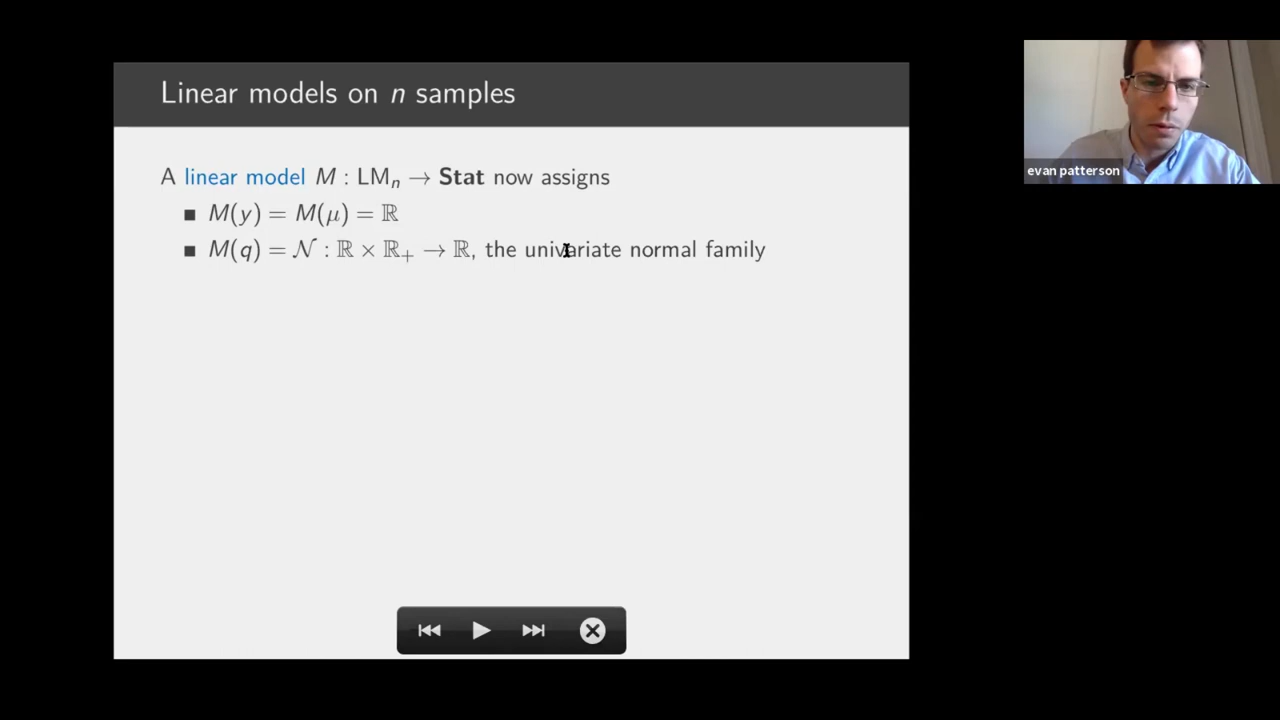 Linear models on n samples
A linear model M : LMₙ → Stat now assigns
■ M(y) = M(μ) = ℝ
■ M(q) = 𝒩 : ℝ × ℝ₊ → ℝ, the univariate normal family
evan patterson